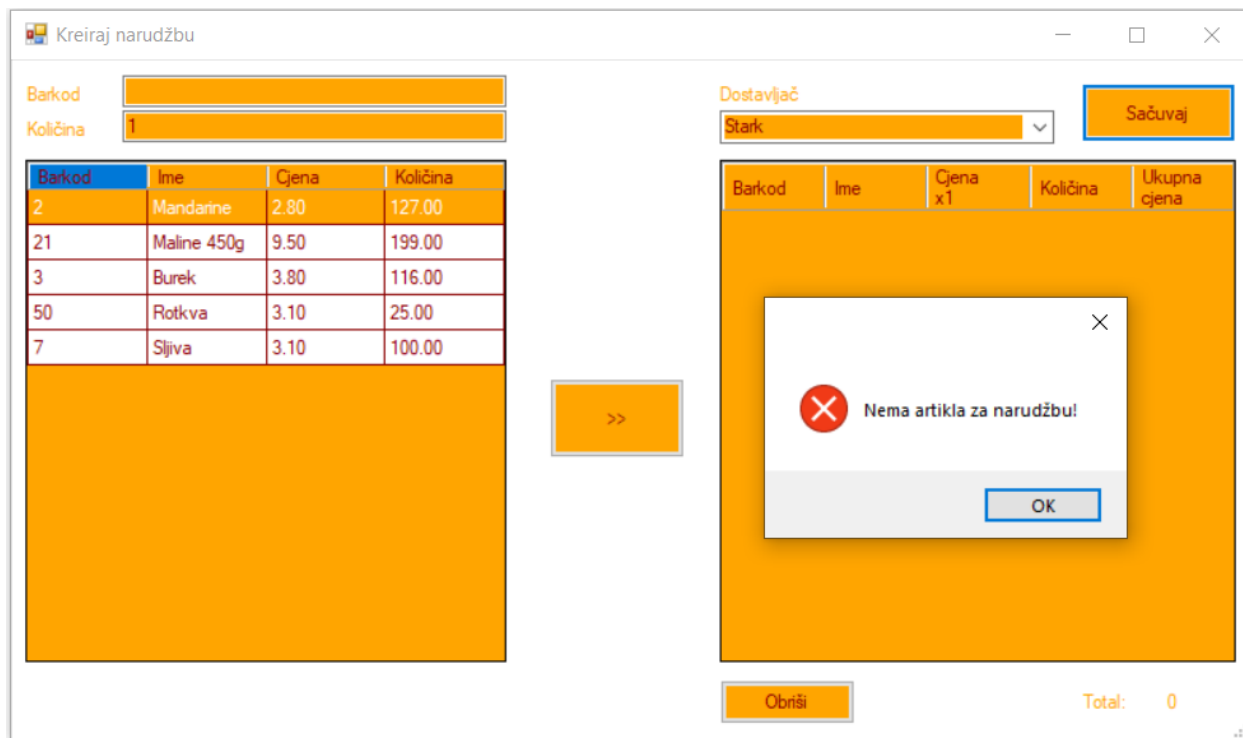 Kreiraj narudžbu
Barkod
Količina 1
Dostavljač
Stark
Sačuvaj
Barkod Ime Cjena Količina
2 Mandarine 2.80 127.00
21 Maline 450g 9.50 199.00
3 Burek 3.80 116.00
50 Rotkva 3.10 25.00
7 Sljiva 3.10 100.00
>>
Barkod Ime Cjena x1 Količina Ukupna cjena
Nema artikla za narudžbu!
OK
Obriši
Total: 0